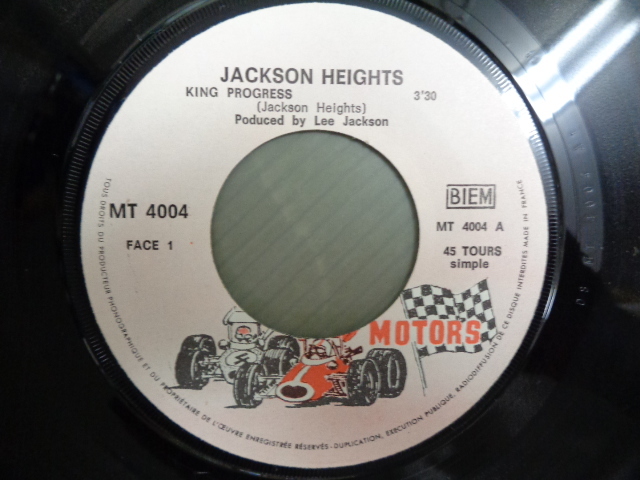 JACKSON HEIGHTS
KING PROGRESS 3'30
(Jackson Heights)
Produced by Lee Jackson
MT 4004
FACE 1
BIEM
MT 4004 A
45 TOURS
simple
MOTORS
TOUS DROITS DU PRODUCTEUR PHONOGRAPHIQUE ET DU PROPRIÉTAIRE DE L'ŒUVRE ENREGISTRÉE RÉSERVÉS - DUPLICATION, EXÉCUTION PUBLIQUE, RADIODIFFUSION DE CE DISQUE INTERDITES MADE IN FRANCE